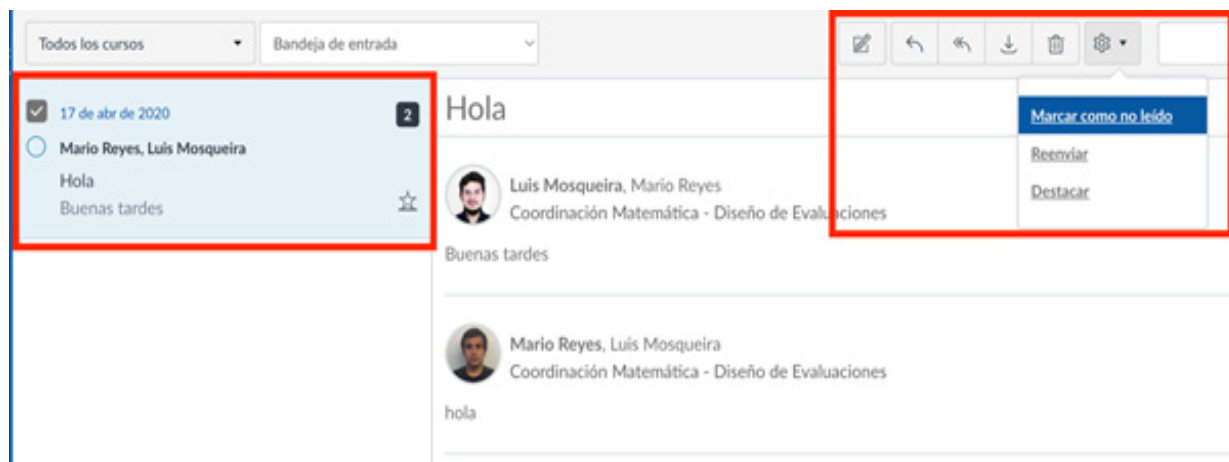 Todos los cursos
Bandeja de entrada
17 de abr de 2020
2
Mario Reyes, Luis Mosqueira
Hola
Buenas tardes
Hola
Luis Mosqueira, Mario Reyes
Coordinación Matemática - Diseño de Evaluaciones
Buenas tardes
Mario Reyes, Luis Mosqueira
Coordinación Matemática - Diseño de Evaluaciones
hola
Marcar como no leído
Reenviar
Destacar